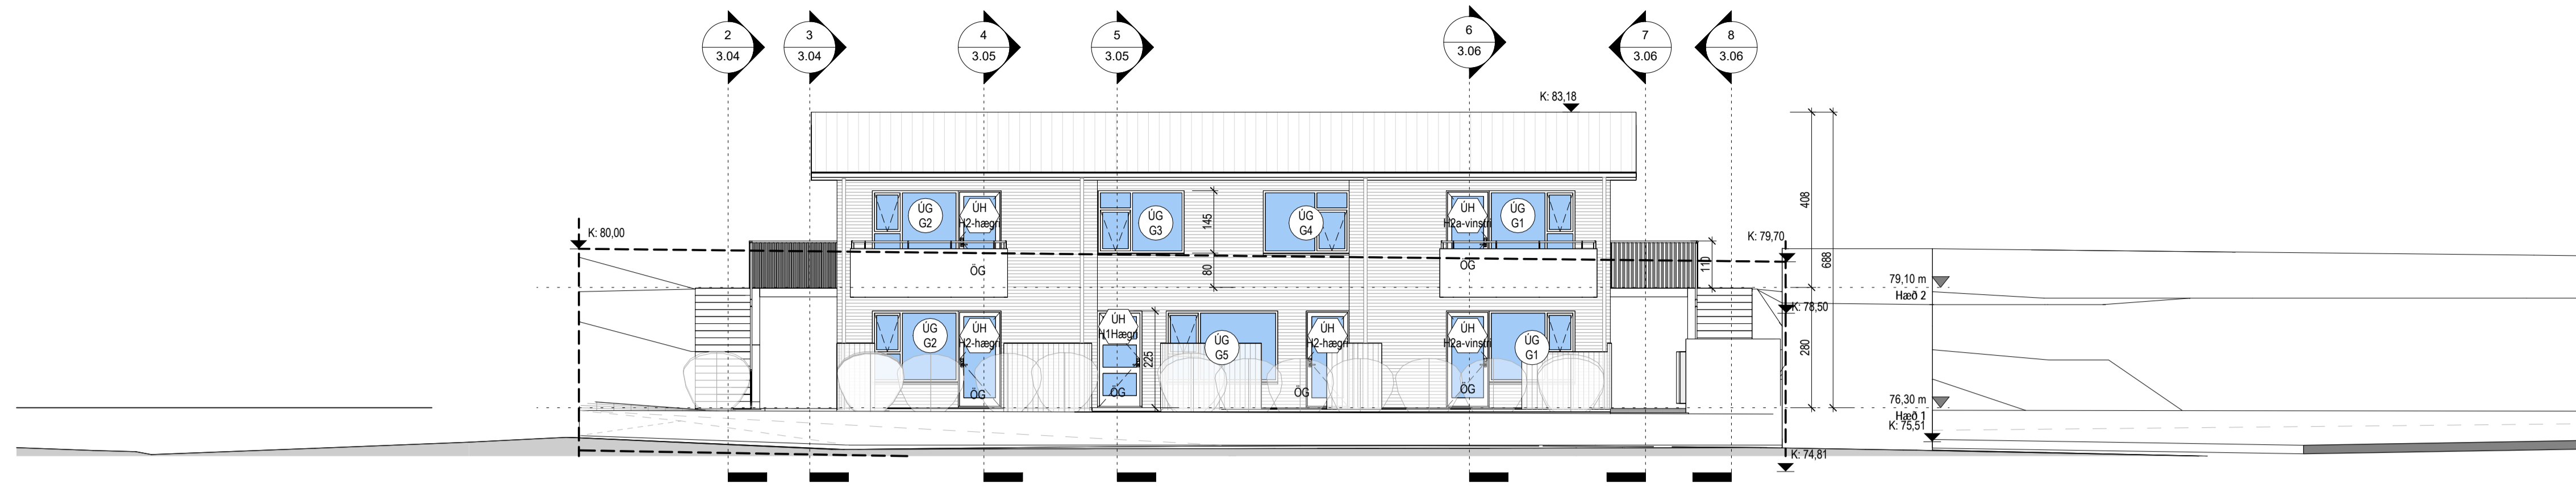 2
3.04
3
3.04
4
3.05
5
3.05
6
3.06
7
3.06
8
3.06
K: 83,18
K: 80,00
K: 79,70
K: 78,50
408
688
280
110
79,10 m
Hæð 2
76,30 m
Hæð 1
K: 75,51
K: 74,81
ÚG
G2
ÚH
H2-hægri
ÚG
G3
145
ÚG
G4
ÚH
H2a-vinstri
ÚG
G1
ÖG
80
ÖG
ÚG
G2
ÚH
H2-hægri
ÚH
H1Hægri
225
ÚG
G5
ÚH
H2-hægri
ÚH
H2a-vinstri
ÚG
G1
ÖG
ÖG
ÖG
ÖG